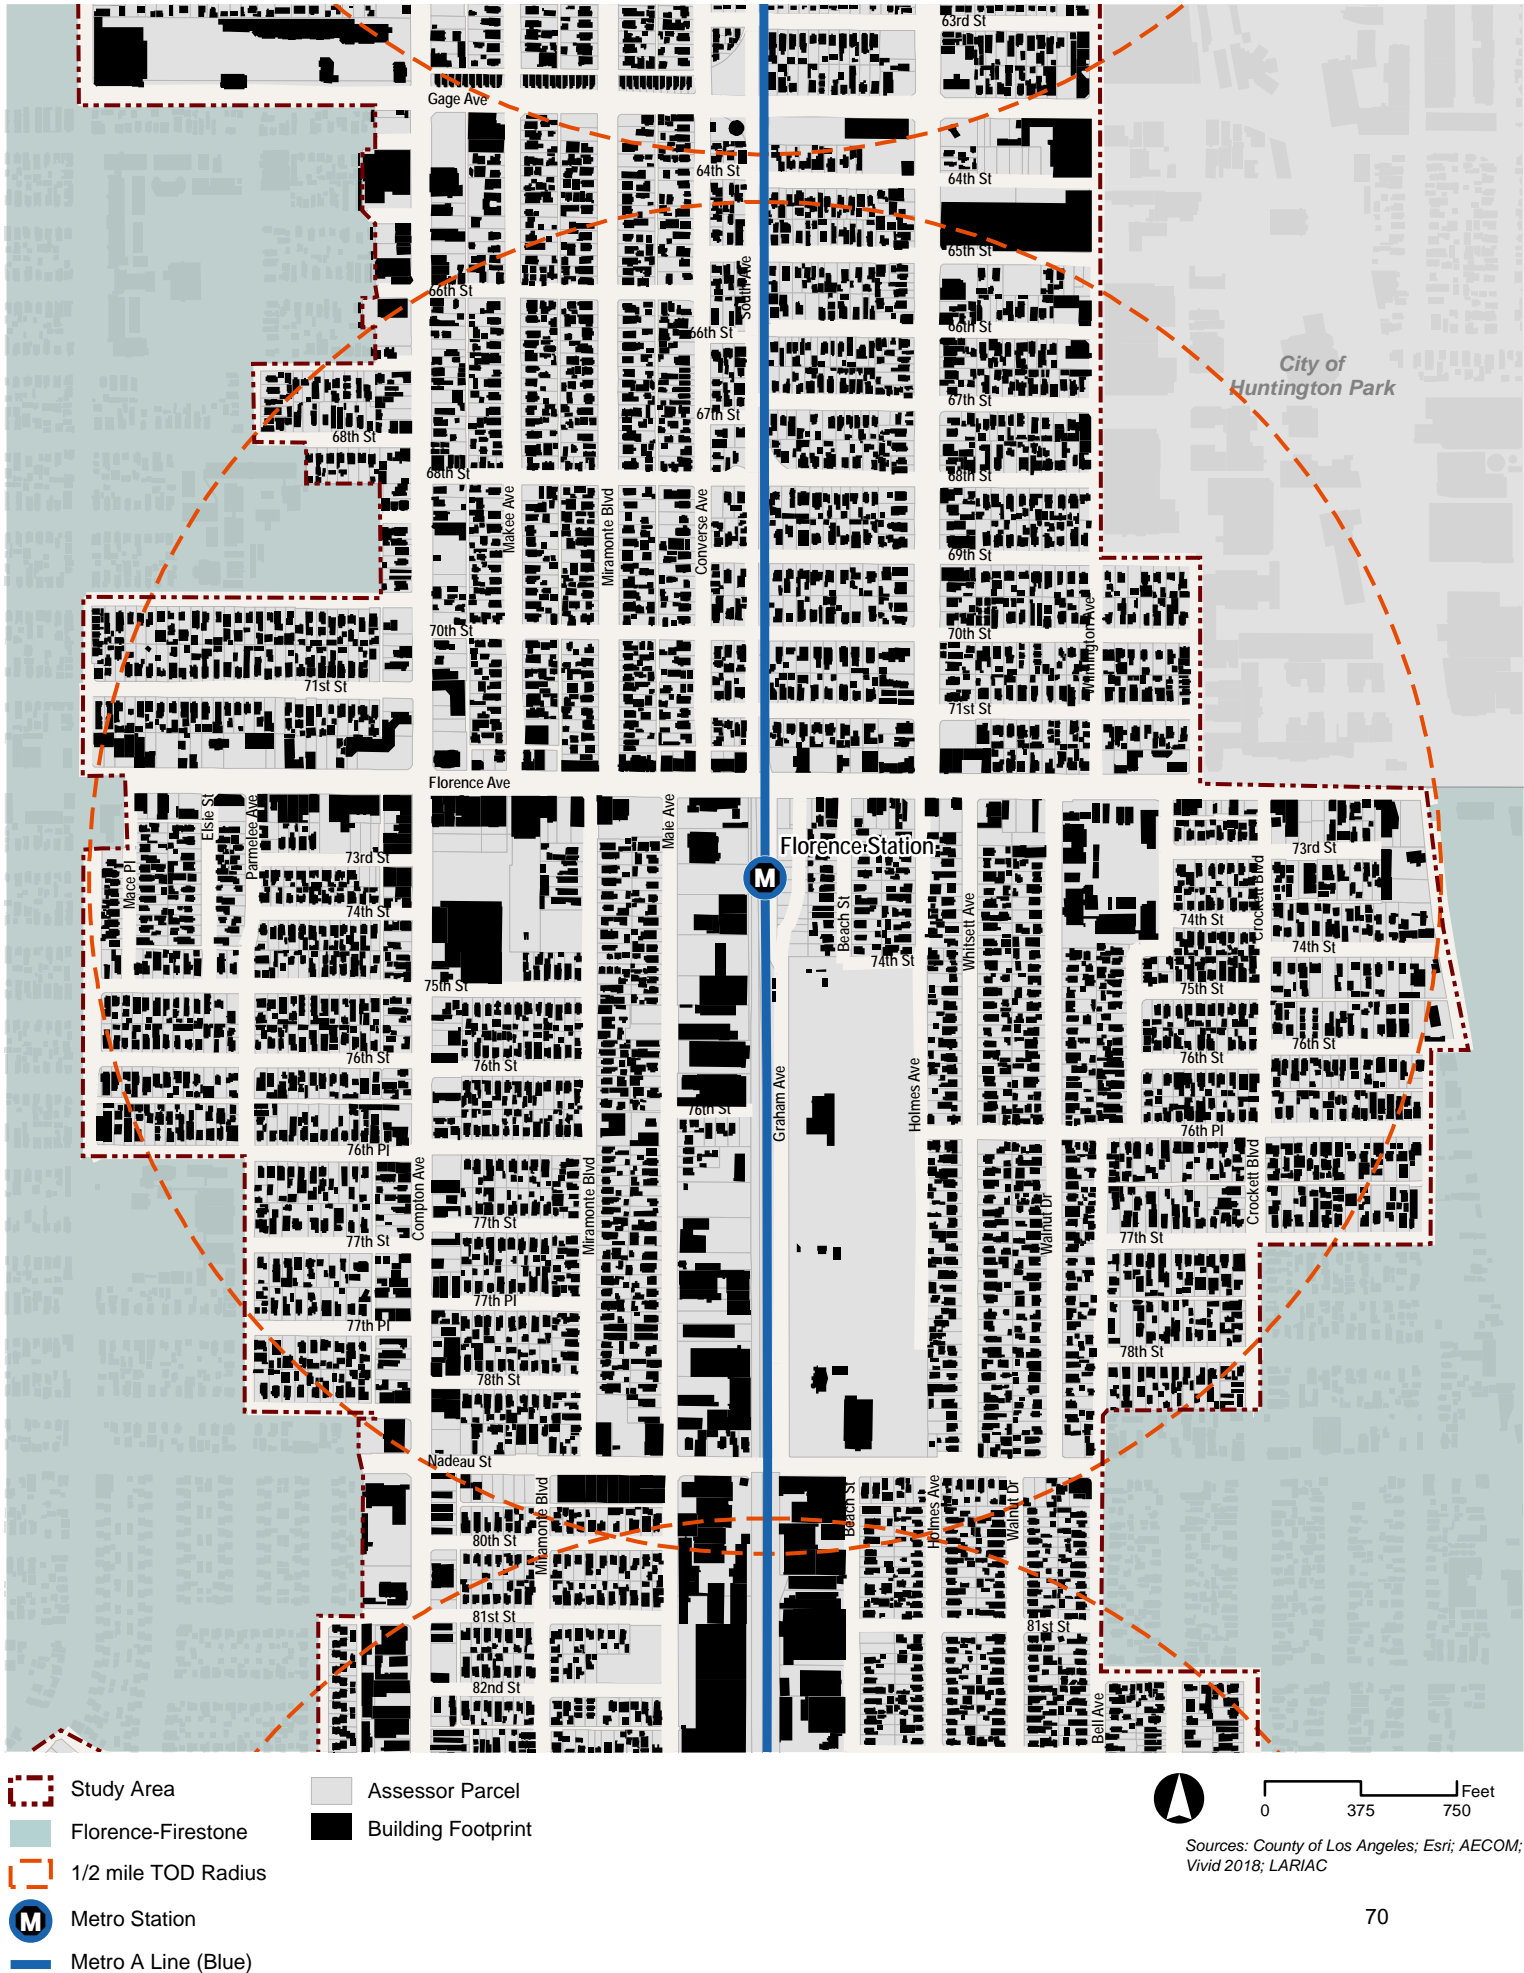 63rd St
Gage Ave
64th St
64th St
65th St
South Ave
66th St
66th St
66th St
City of
Huntington Park
67th St
67th St
68th St
68th St
68th St
Makee Ave
Miramonte Blvd
Converse Ave
69th St
70th St
70th St
Wilmington Ave
71st St
71st St
Florence Ave
Elsie St
Parmelee Ave
Maie Ave
Florence Station
73rd St
73rd St
Mace Pl
Crockett Blvd
74th St
74th St
74th St
74th St
Beach St
Whitsett Ave
75th St
75th St
76th St
76th St
76th St
76th St
76th St
Graham Ave
Holmes Ave
76th Pl
76th Pl
Compton Ave
Miramonte Blvd
Walnut Dr
Crockett Blvd
77th St
77th St
77th St
77th Pl
77th Pl
78th St
78th St
Nadeau St
Miramonte Blvd
Beach St
Holmes Ave
Walnut Dr
80th St
81st St
81st St
82nd St
Bell Ave
M
Study Area
Florence-Firestone
1/2 mile TOD Radius
M Metro Station
Metro A Line (Blue)
Assessor Parcel
Building Footprint
Feet
0 375 750
Sources: County of Los Angeles; Esri; AECOM;
Vivid 2018; LARIAC
70